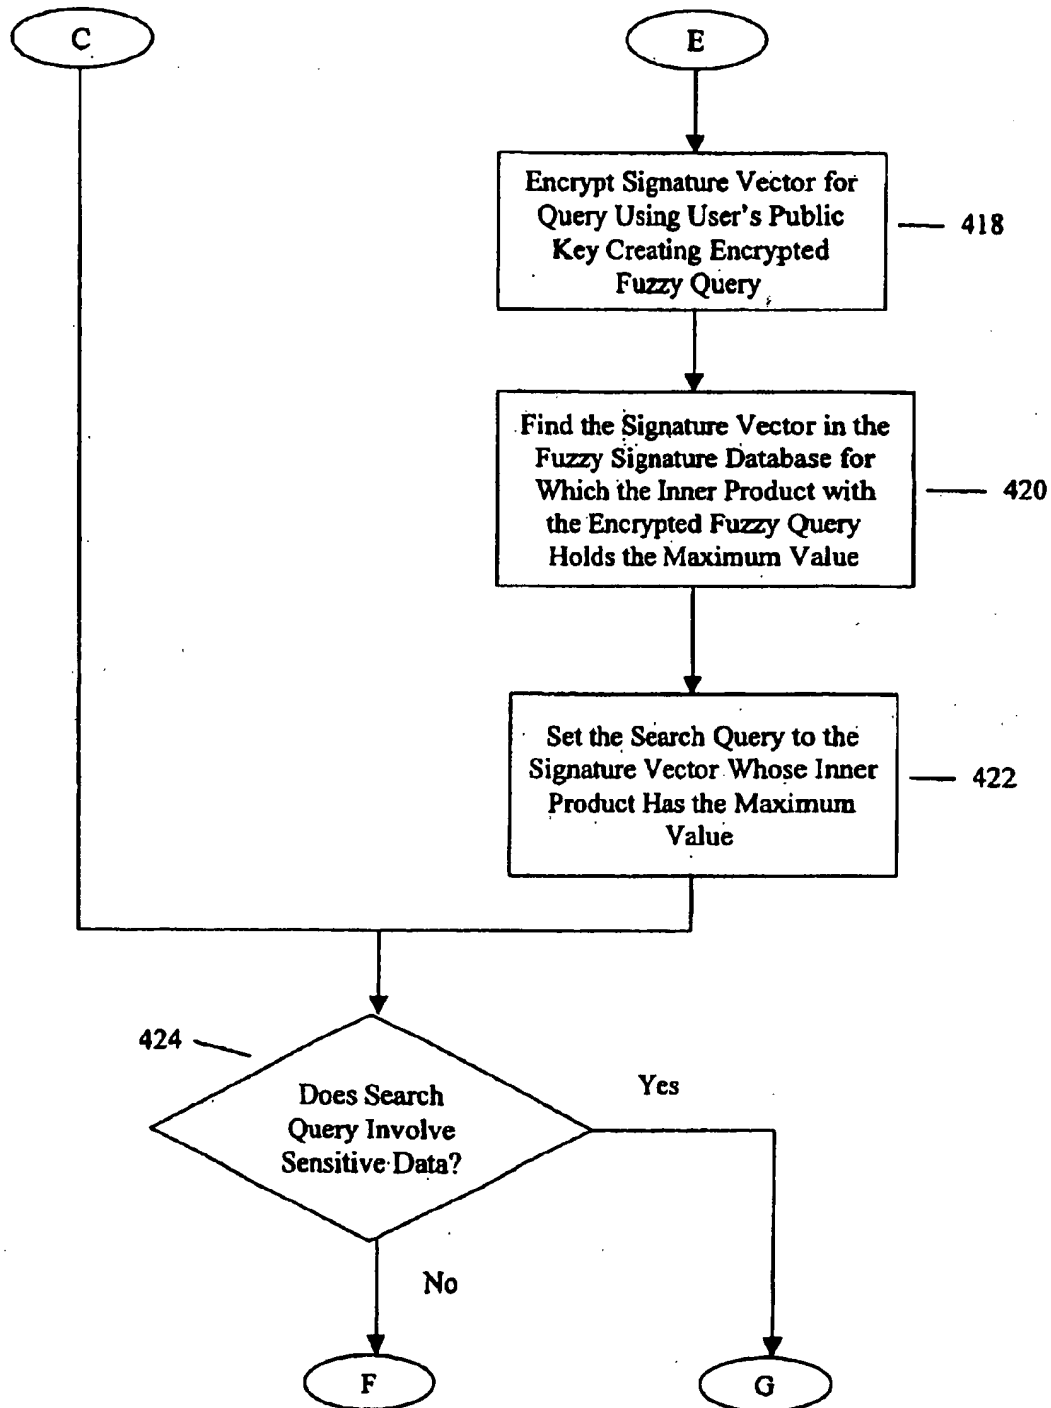 C
E
Encrypt Signature Vector for
Query Using User's Public
Key Creating Encrypted
Fuzzy Query
418
Find the Signature Vector in the
Fuzzy Signature Database for
Which the Inner Product with
the Encrypted Fuzzy Query
Holds the Maximum Value
420
Set the Search Query to the
Signature Vector Whose Inner
Product Has the Maximum
Value
422
424
Does Search
Query Involve
Sensitive Data?
Yes
No
F
G